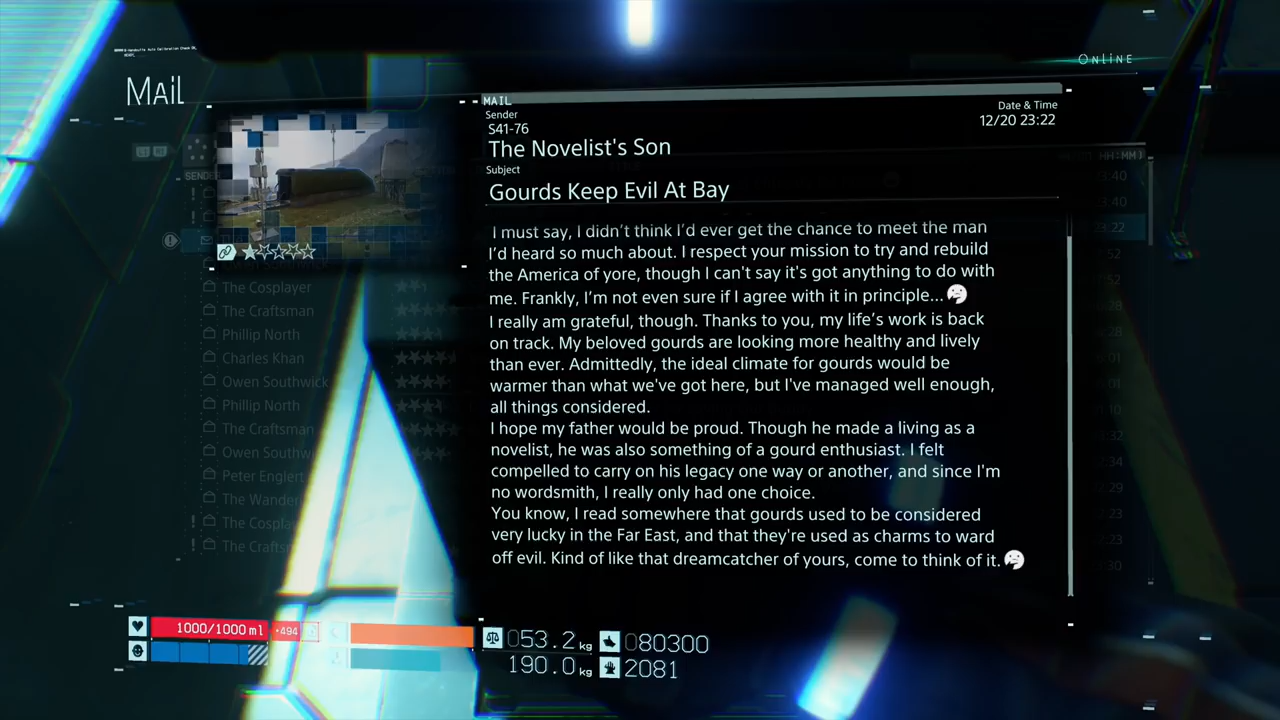 Mail
Online
MAIL
Sender
S41-76
The Novelist's Son
Subject
Gourds Keep Evil At Bay
Date & Time
12/20 23:22
I must say, I didn't think I'd ever get the chance to meet the man
I'd heard so much about. I respect your mission to try and rebuild
the America of yore, though I can't say it's got anything to do with
me. Frankly, I'm not even sure if I agree with it in principle...
I really am grateful, though. Thanks to you, my life's work is back
on track. My beloved gourds are looking more healthy and lively
than ever. Admittedly, the ideal climate for gourds would be
warmer than what we've got here, but I've managed well enough,
all things considered.
I hope my father would be proud. Though he made a living as a
novelist, he was also something of a gourd enthusiast. I felt
compelled to carry on his legacy one way or another, and since I'm
no wordsmith, I really only had one choice.
You know, I read somewhere that gourds used to be considered
very lucky in the Far East, and that they're used as charms to ward
off evil. Kind of like that dreamcatcher of yours, come to think of it.
The Cosplayer
The Craftsman
Phillip North
Charles Khan
Owen Southwick
Phillip North
The Craftsman
Peter Englert
1000/1000 ml
+494
053.2 kg
190.0 kg
080300
2081